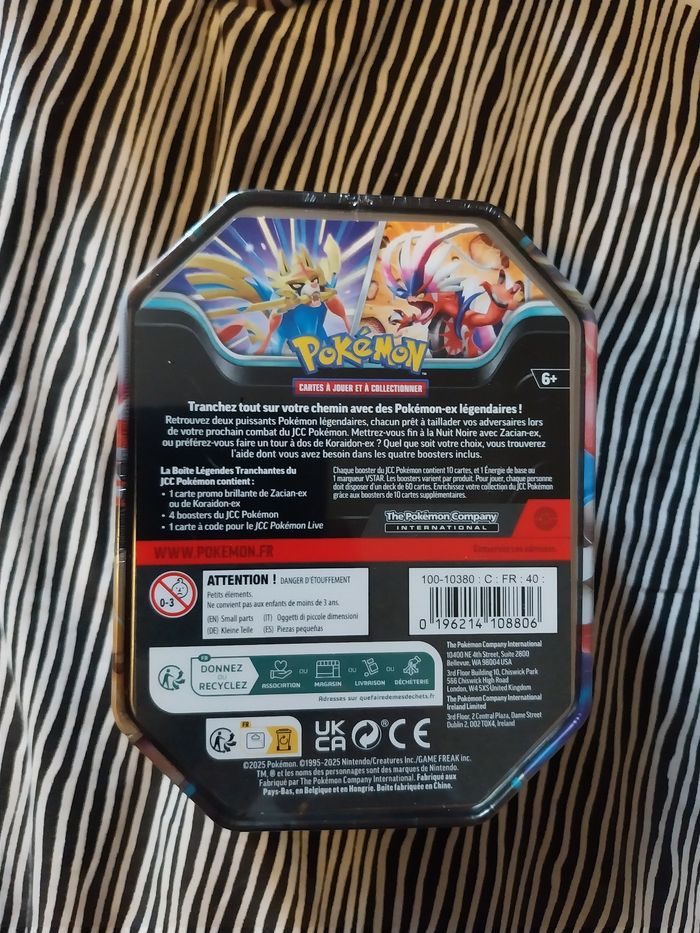 Pokémon
CARTES À JOUER ET À COLLECTIONNER
6+
Tranchez tout sur votre chemin avec des Pokémon-ex légendaires !
Retrouvez deux puissants Pokémon légendaires, chacun prêt à taillader vos adversaires lors
de votre prochain combat du JCC Pokémon. Mettrez-vous fin à la Nuit Noire avec Zacian-ex,
ou préférez-vous faire un tour à dos de Koraidon-ex ? Quel que soit votre choix, vous trouverez
l'aide dont vous avez besoin dans les quatre boosters inclus.
La Boîte Légendes Tranchantes du
JCC Pokémon contient :
• 1 carte promo brillante de Zacian-ex
ou de Koraidon-ex
• 4 boosters du JCC Pokémon
• 1 carte à code pour le JCC Pokémon Live
Chaque booster du JCC Pokémon contient 10 cartes, et 1 Énergie de base ou
1 marqueur VSTAR. Les boosters varient par produit. Pour jouer, chaque personne
doit disposer d'un deck de 60 cartes. Enrichissez votre collection du JCC Pokémon
grâce aux boosters de 10 cartes supplémentaires.
The Pokémon Company
INTERNATIONAL
WWW.POKEMON.FR
Conservez ces éléments.
0-3
ATTENTION ! DANGER D'ÉTOUFFEMENT
Petits éléments.
Ne convient pas aux enfants de moins de 3 ans.
(EN) Small parts (IT) Oggetti di piccole dimensioni
(DE) Kleine Teile (ES) Piezas pequeñas
100-10380 : C : FR : 40 :
0 196214 108806
FR
DONNEZ
ou
RECYCLEZ
ASSOCIATION
OU
MAGASIN
OU
LIVRAISON
OU
DÉCHÈTERIE
Adresses sur quefairedemesdechets.fr
The Pokémon Company International
10400 NE 4th Street, Suite 2800
Bellevue, WA 98004 USA
3rd Floor Building 10, Chiswick Park
566 Chiswick High Road
London, W4 5XS United Kingdom
The Pokémon Company International
Ireland Limited
3rd Floor, 2 Central Plaza, Dame Street
Dublin 2, D02 T0X4, Ireland
FR
UK
CA
CE
©2025 Pokémon. ©1995-2025 Nintendo/Creatures Inc./GAME FREAK inc.
TM, ® et les noms des personnages sont des marques de Nintendo.
Fabriqué par The Pokémon Company International. Fabriqué aux
Pays-Bas, en Belgique et en Hongrie. Boîte fabriquée en Chine.